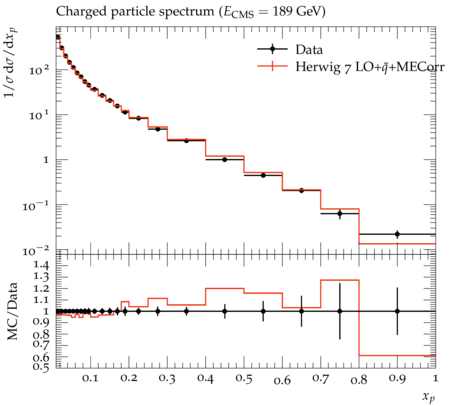 Charged particle spectrum (E_CMS = 189 GeV)
1/σ dσ/dx_p
Data
Herwig 7 LO+q̃+MECorr
10^2
10^1
1
10^−1
10^−2
MC/Data
1.4
1.3
1.2
1.1
1
0.9
0.8
0.7
0.6
0.5
0.1 0.2 0.3 0.4 0.5 0.6 0.7 0.8 0.9 1
x_p